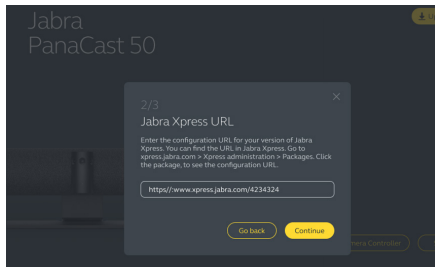 Jabra
PanaCast 50
2/3
Jabra Xpress URL
Enter the configuration URL for your version of Jabra
Xpress. You can find the URL in Jabra Xpress. Go to
xpress.jabra.com > Xpress administration > Packages. Click
the package, to see the configuration URL.
https//:www.xpress.jabra.com/4234324
Go back
Continue
Controller